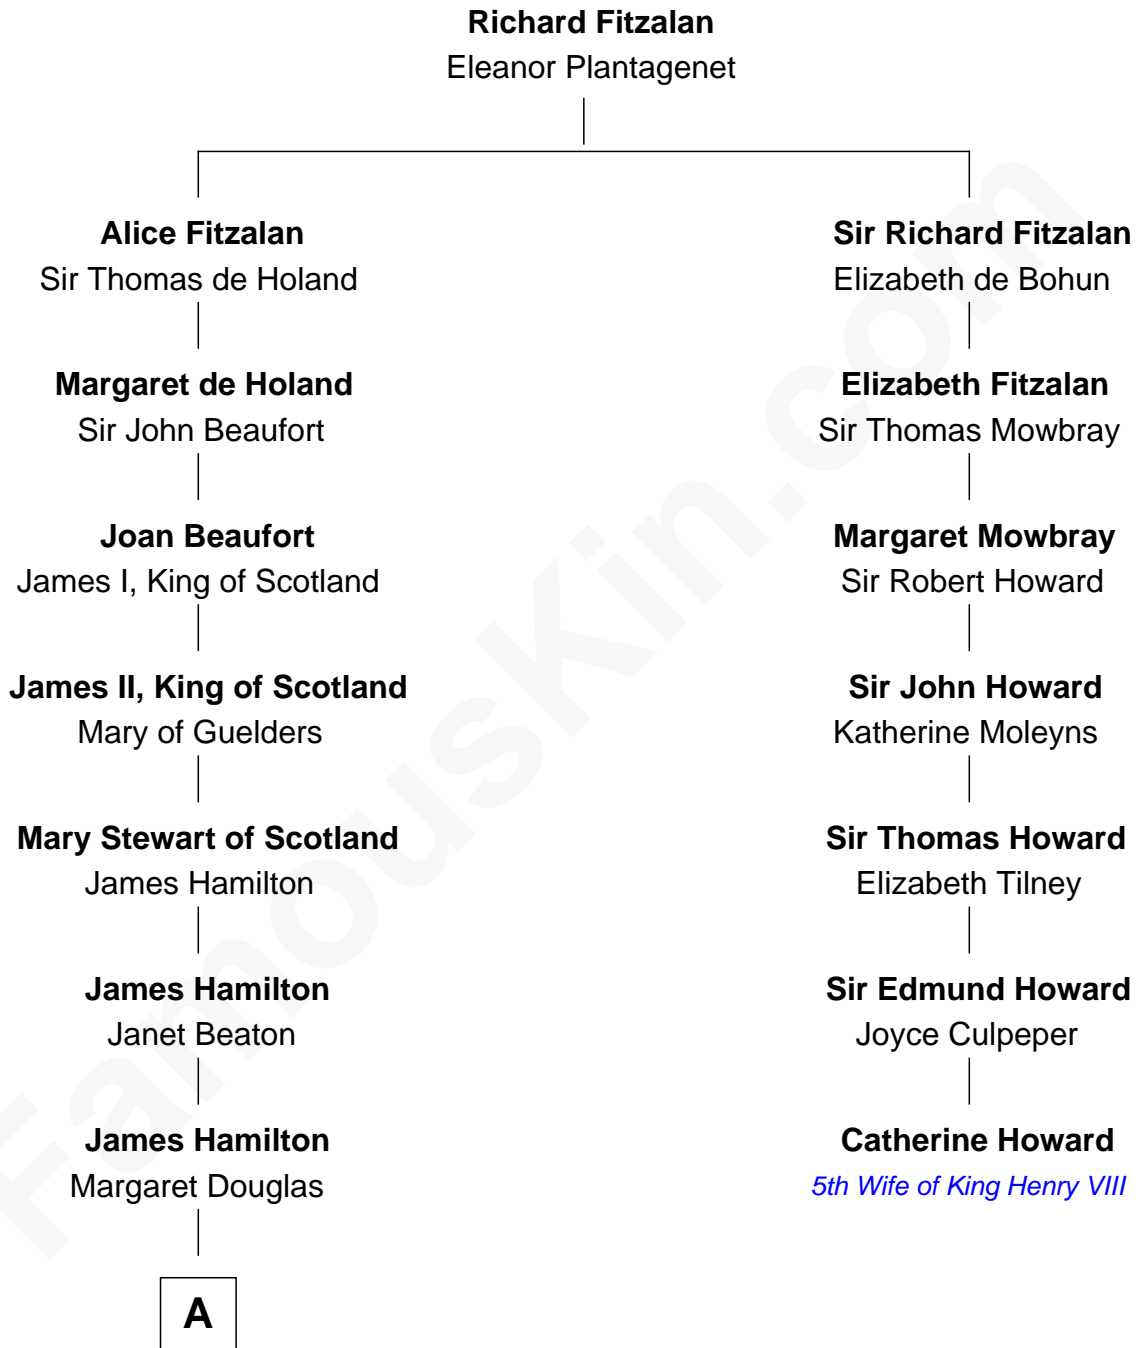 Richard Fitzalan
Eleanor Plantagenet
Alice Fitzalan
Sir Thomas de Holand
Sir Richard Fitzalan
Elizabeth de Bohun
Margaret de Holand
Sir John Beaufort
Elizabeth Fitzalan
Sir Thomas Mowbray
Joan Beaufort
James I, King of Scotland
Margaret Mowbray
Sir Robert Howard
James II, King of Scotland
Mary of Guelders
Sir John Howard
Katherine Moleyns
Mary Stewart of Scotland
James Hamilton
Sir Thomas Howard
Elizabeth Tilney
James Hamilton
Janet Beaton
Sir Edmund Howard
Joyce Culpeper
James Hamilton
Margaret Douglas
Catherine Howard
5th Wife of King Henry VIII
A
FamousKin.com